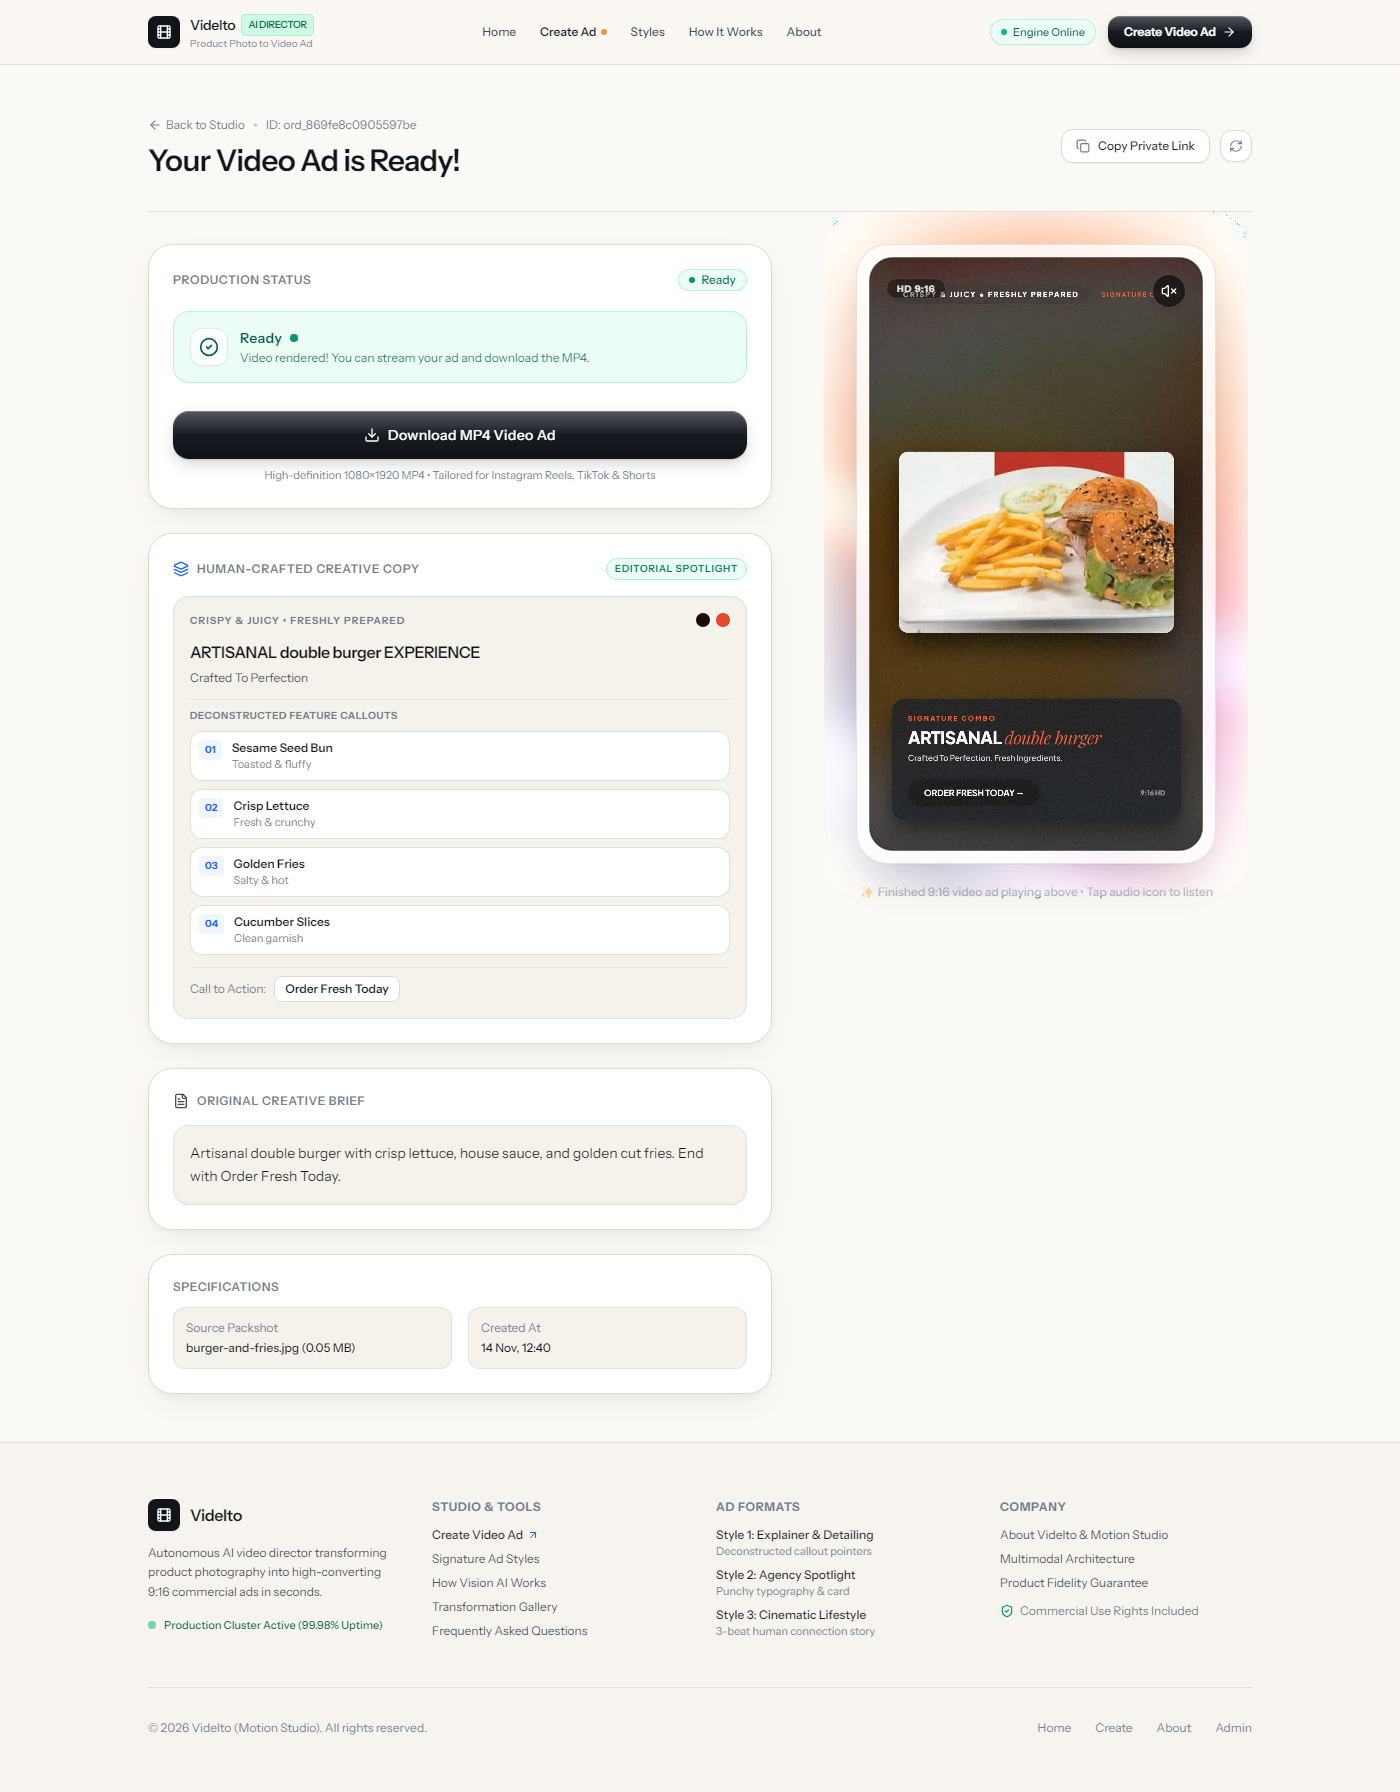 Videlto AI DIRECTOR
Product Photo to Video Ad
Home
Create Ad
Styles
How It Works
About
Engine Online
Create Video Ad →
← Back to Studio • ID: ord_869fe8c0905597be
Your Video Ad is Ready!
Copy Private Link
PRODUCTION STATUS
Ready
Ready
Video rendered! You can stream your ad and download the MP4.
Download MP4 Video Ad
High-definition 1080×1920 MP4 • Tailored for Instagram Reels, TikTok & Shorts
HUMAN-CRAFTED CREATIVE COPY
EDITORIAL SPOTLIGHT
CRISPY & JUICY • FRESHLY PREPARED
ARTISANAL double burger EXPERIENCE
Crafted To Perfection
DECONSTRUCTED FEATURE CALLOUTS
01 Sesame Seed Bun
Toasted & fluffy
02 Crisp Lettuce
Fresh & crunchy
03 Golden Fries
Salty & hot
04 Cucumber Slices
Clean garnish
Call to Action: Order Fresh Today
ORIGINAL CREATIVE BRIEF
Artisanal double burger with crisp lettuce, house sauce, and golden cut fries. End
with Order Fresh Today.
SPECIFICATIONS
Source Packshot
burger-and-fries.jpg (0.05 MB)
Created At
14 Nov, 12:40
HD 9:16
CRISPY & JUICY • FRESHLY PREPARED
SIGNATURE
SIGNATURE COMBO
ARTISANAL double burger
Crafted To Perfection. Fresh Ingredients.
ORDER FRESH TODAY –
9:16 HD
✨ Finished 9:16 video ad playing above • Tap audio icon to listen
Videlto
Autonomous AI video director transforming
product photography into high-converting
9:16 commercial ads in seconds.
Production Cluster Active (99.98% Uptime)
STUDIO & TOOLS
Create Video Ad
Signature Ad Styles
How Vision AI Works
Transformation Gallery
Frequently Asked Questions
AD FORMATS
Style 1: Explainer & Detailing
Deconstructed callout pointers
Style 2: Agency Spotlight
Punchy typography & card
Style 3: Cinematic Lifestyle
3-beat human connection story
COMPANY
About Videlto & Motion Studio
Multimodal Architecture
Product Fidelity Guarantee
Commercial Use Rights Included
© 2026 Videlto (Motion Studio). All rights reserved.
Home
Create
About
Admin